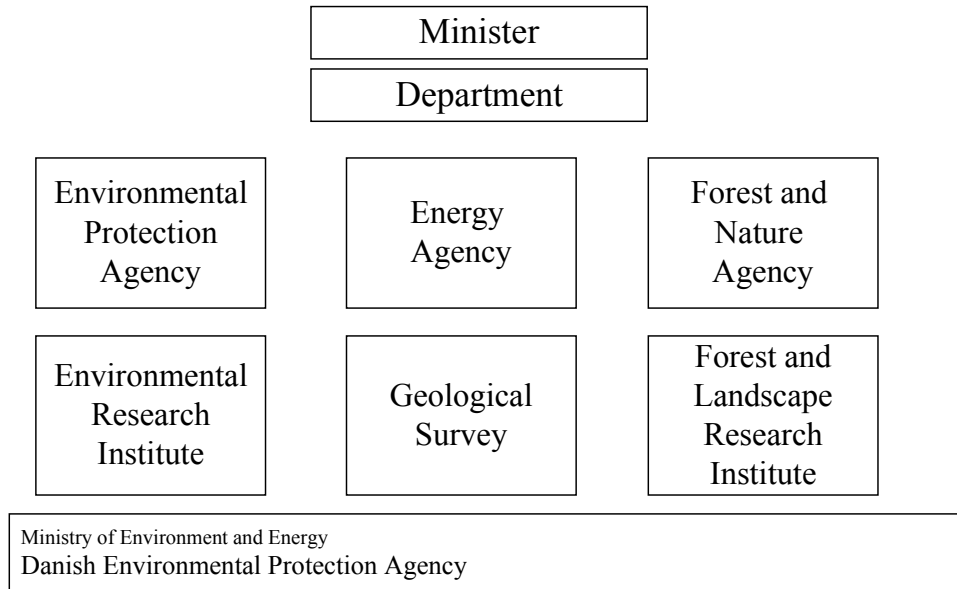 Minister
Department
Environmental
Protection
Agency
Energy
Agency
Forest and
Nature
Agency
Environmental
Research
Institute
Geological
Survey
Forest and
Landscape
Research
Institute
Ministry of Environment and Energy
Danish Environmental Protection Agency